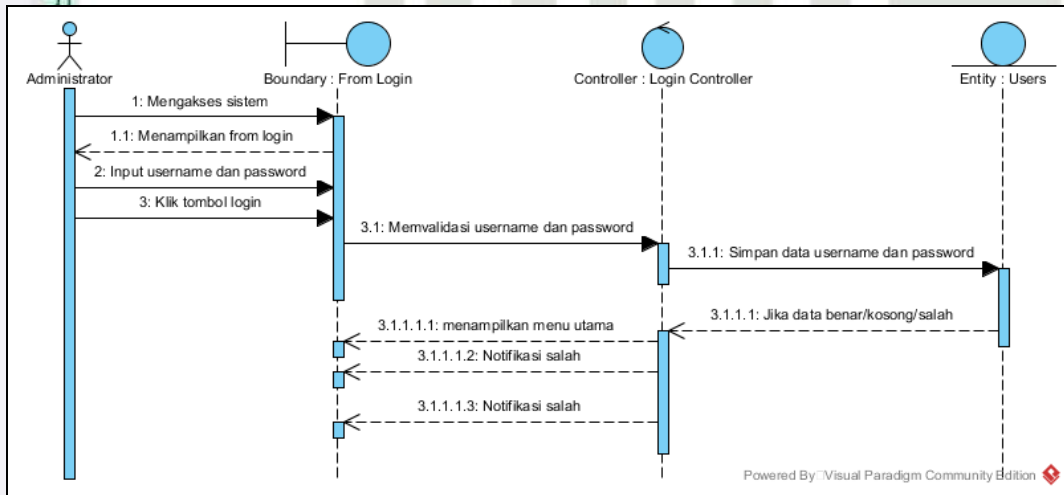 Administrator
Boundary : From Login
Controller : Login Controller
Entity : Users
1: Mengakses sistem
1.1: Menampilkan from login
2: Input username dan password
3: Klik tombol login
3.1: Memvalidasi username dan password
3.1.1: Simpan data username dan password
3.1.1.1: Jika data benar/kosong/salah
3.1.1.1.1: menampilkan menu utama
3.1.1.1.2: Notifikasi salah
3.1.1.1.3: Notifikasi salah
Powered By Visual Paradigm Community Edition